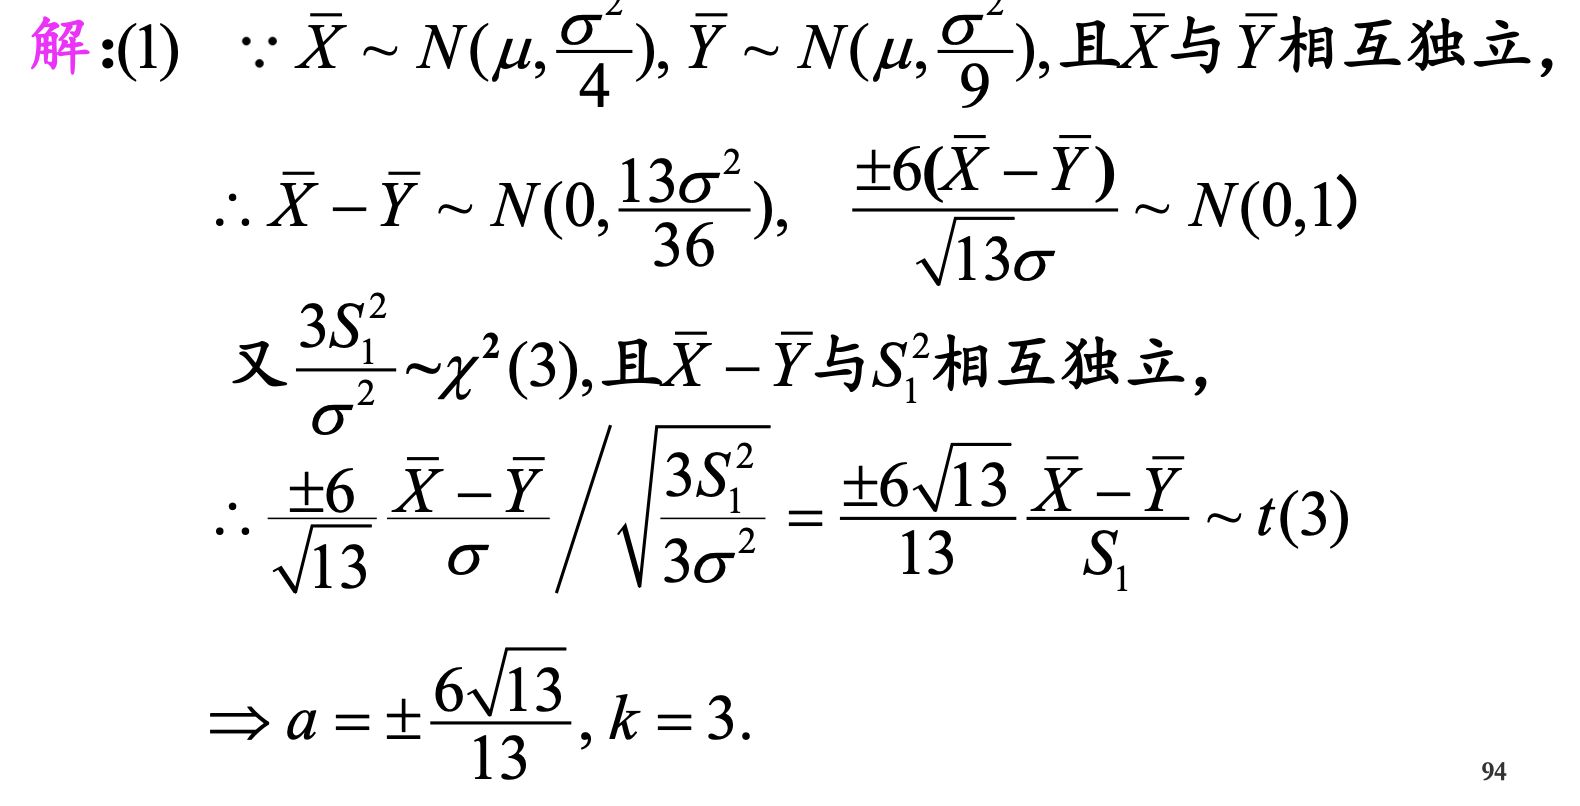 解:(1) ∵ X̄ ~ N(μ, σ²/4), Ȳ ~ N(μ, σ²/9), 且X̄与Ȳ相互独立,
∴ X̄ − Ȳ ~ N(0, 13σ²/36), ±6(X̄ − Ȳ)/(√13σ) ~ N(0,1)
又 3S₁²/σ² ~ χ²(3), 且X̄ − Ȳ与S₁²相互独立,
∴ ±6/√13 (X̄ − Ȳ)/σ / √(3S₁²/3σ²) = ±6√13/13 (X̄ − Ȳ)/S₁ ~ t(3)
⇒ a = ± 6√13/13, k = 3.
94